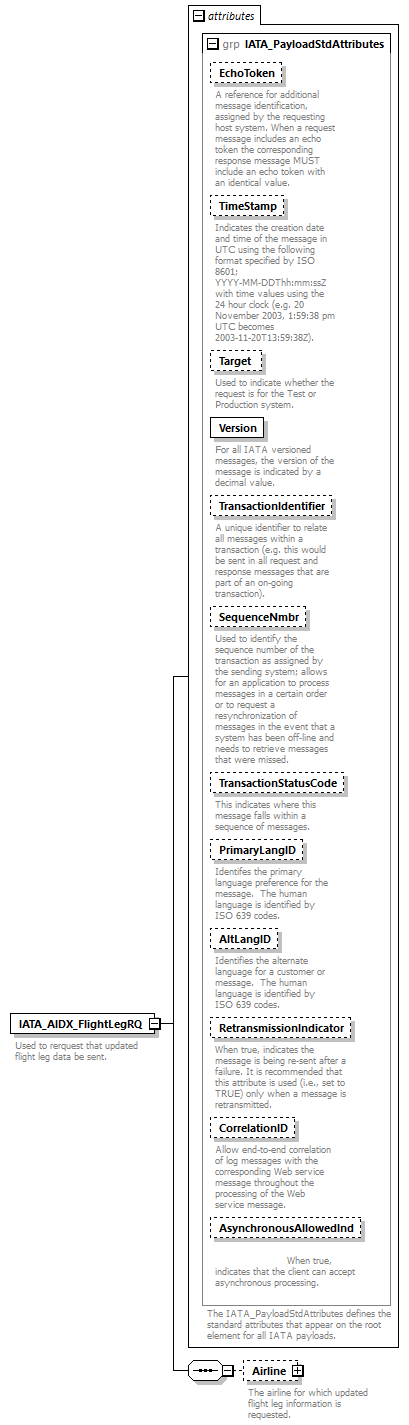 attributes
grp IATA_PayloadStdAttributes
EchoToken
A reference for additional
message identification,
assigned by the requesting
host system. When a request
message includes an echo
token the corresponding
response message MUST
include an echo token with
an identical value.
TimeStamp
Indicates the creation date
and time of the message in
UTC using the following
format specified by ISO
8601;
YYYY-MM-DDThh:mm:ssZ
with time values using the
24 hour clock (e.g. 20
November 2003, 1:59:38 pm
UTC becomes
2003-11-20T13:59:38Z).
Target
Used to indicate whether the
request is for the Test or
Production system.
Version
For all IATA versioned
messages, the version of the
message is indicated by a
decimal value.
TransactionIdentifier
A unique identifier to relate
all messages within a
transaction (e.g. this would
be sent in all request and
response messages that are
part of an on-going
transaction).
SequenceNmbr
Used to identify the
sequence number of the
transaction as assigned by
the sending system; allows
for an application to process
messages in a certain order
or to request a
resynchronization of
messages in the event that a
system has been off-line and
needs to retrieve messages
that were missed.
TransactionStatusCode
This indicates where this
message falls within a
sequence of messages.
PrimaryLangID
Identifes the primary
language preference for the
message.  The human
language is identified by
ISO 639 codes.
AltLangID
Identifies the alternate
language for a customer or
message.  The human
language is identified by
ISO 639 codes.
RetransmissionIndicator
When true, indicates the
message is being re-sent after a
failure. It is recommended that
this attribute is used (i.e., set to
TRUE) only when a message is
retransmitted.
CorrelationID
Allow end-to-end correlation
of log messages with the
corresponding Web service
message throughout the
processing of the Web
service message.
AsynchronousAllowedInd
When true,
indicates that the client can accept
asynchronous processing.
The IATA_PayloadStdAttributes defines the
standard attributes that appear on the root
element for all IATA payloads.
IATA_AIDX_FlightLegRQ
Used to rerquest that updated
flight leg data be sent.
Airline
The airline for which updated
flight leg information is
requested.